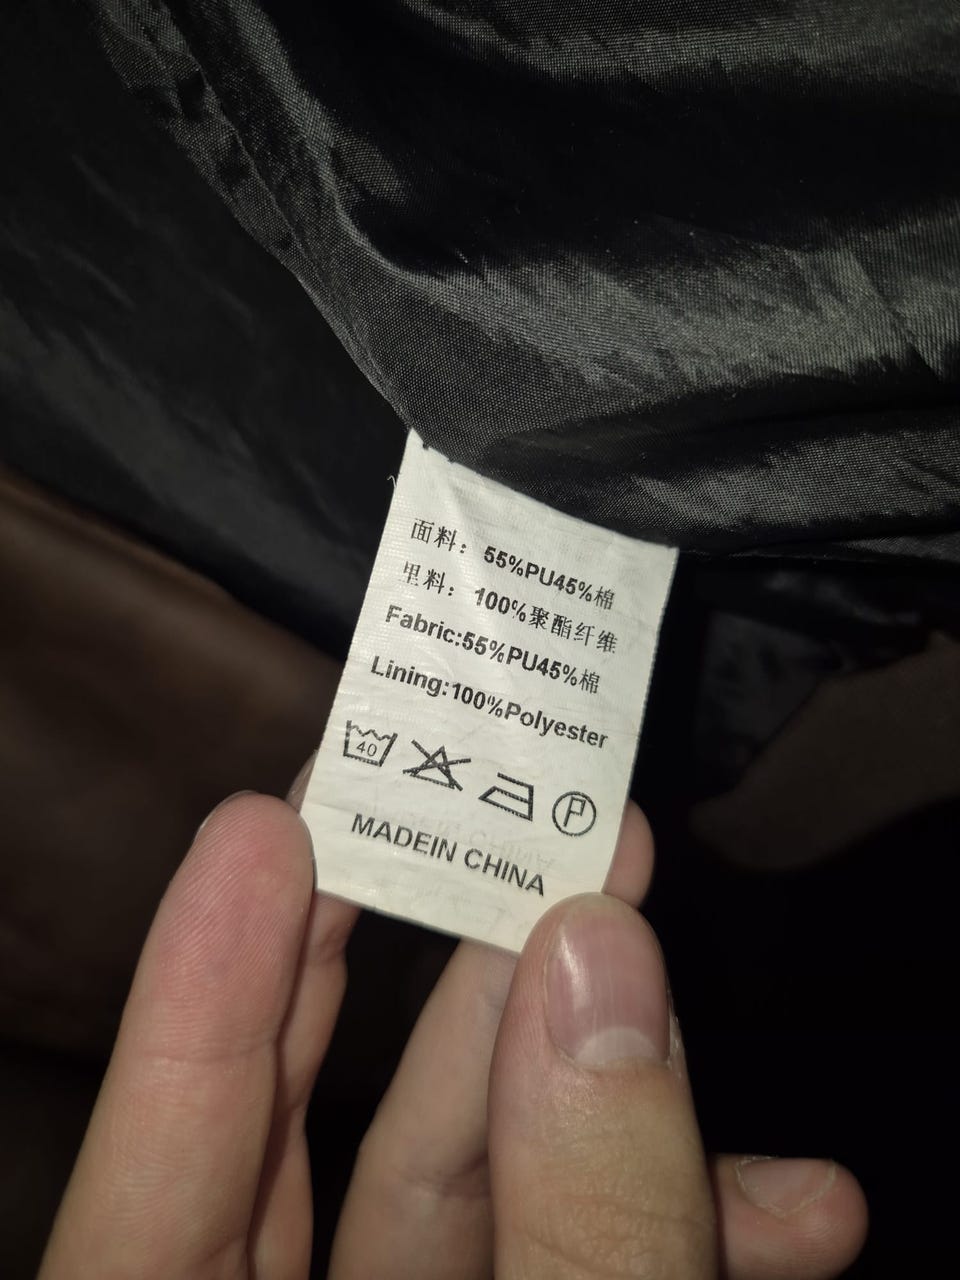 面料：55%PU45%棉
里料：100%聚酯纤维
Fabric:55%PU45%棉
Lining:100%Polyester
40 P
MADEIN CHINA